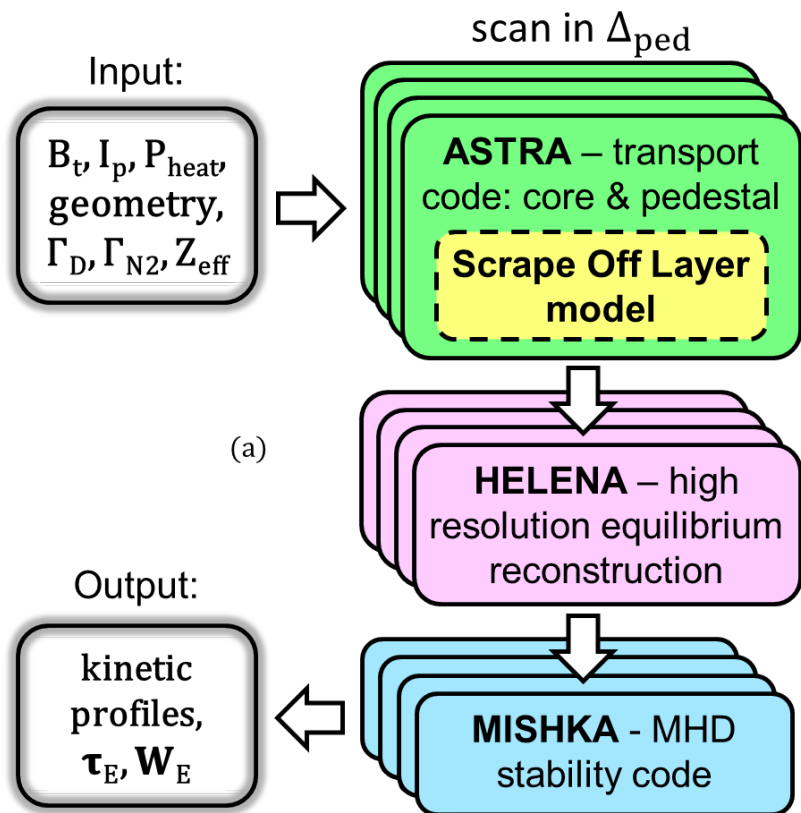 scan in Δ_ped
Input:
B_t, I_p, P_heat,
geometry,
Γ_D, Γ_N2, Z_eff
ASTRA – transport
code: core & pedestal
Scrape Off Layer
model
(a)
HELENA – high
resolution equilibrium
reconstruction
Output:
kinetic
profiles,
τ_E, W_E
MISHKA - MHD
stability code